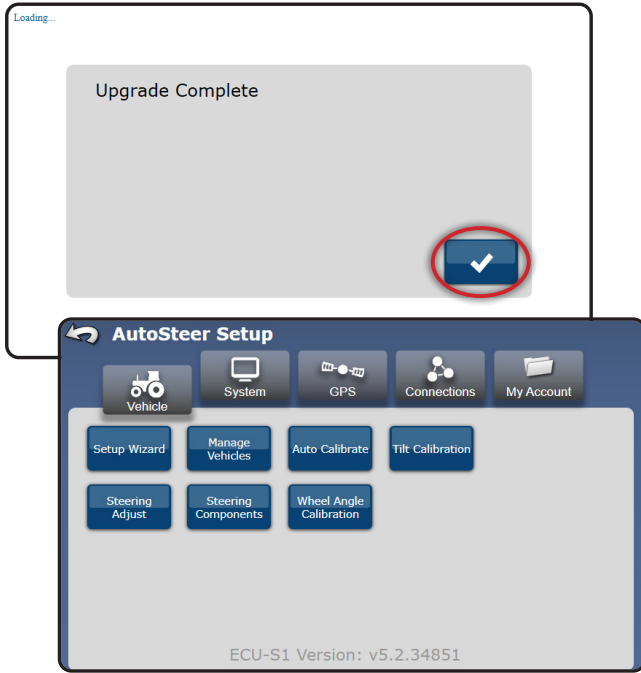 Loading...
Upgrade Complete
AutoSteer Setup
Vehicle
System
GPS
Connections
My Account
Setup Wizard
Manage
Vehicles
Auto Calibrate
Tilt Calibration
Steering
Adjust
Steering
Components
Wheel Angle
Calibration
ECU-S1 Version: v5.2.34851